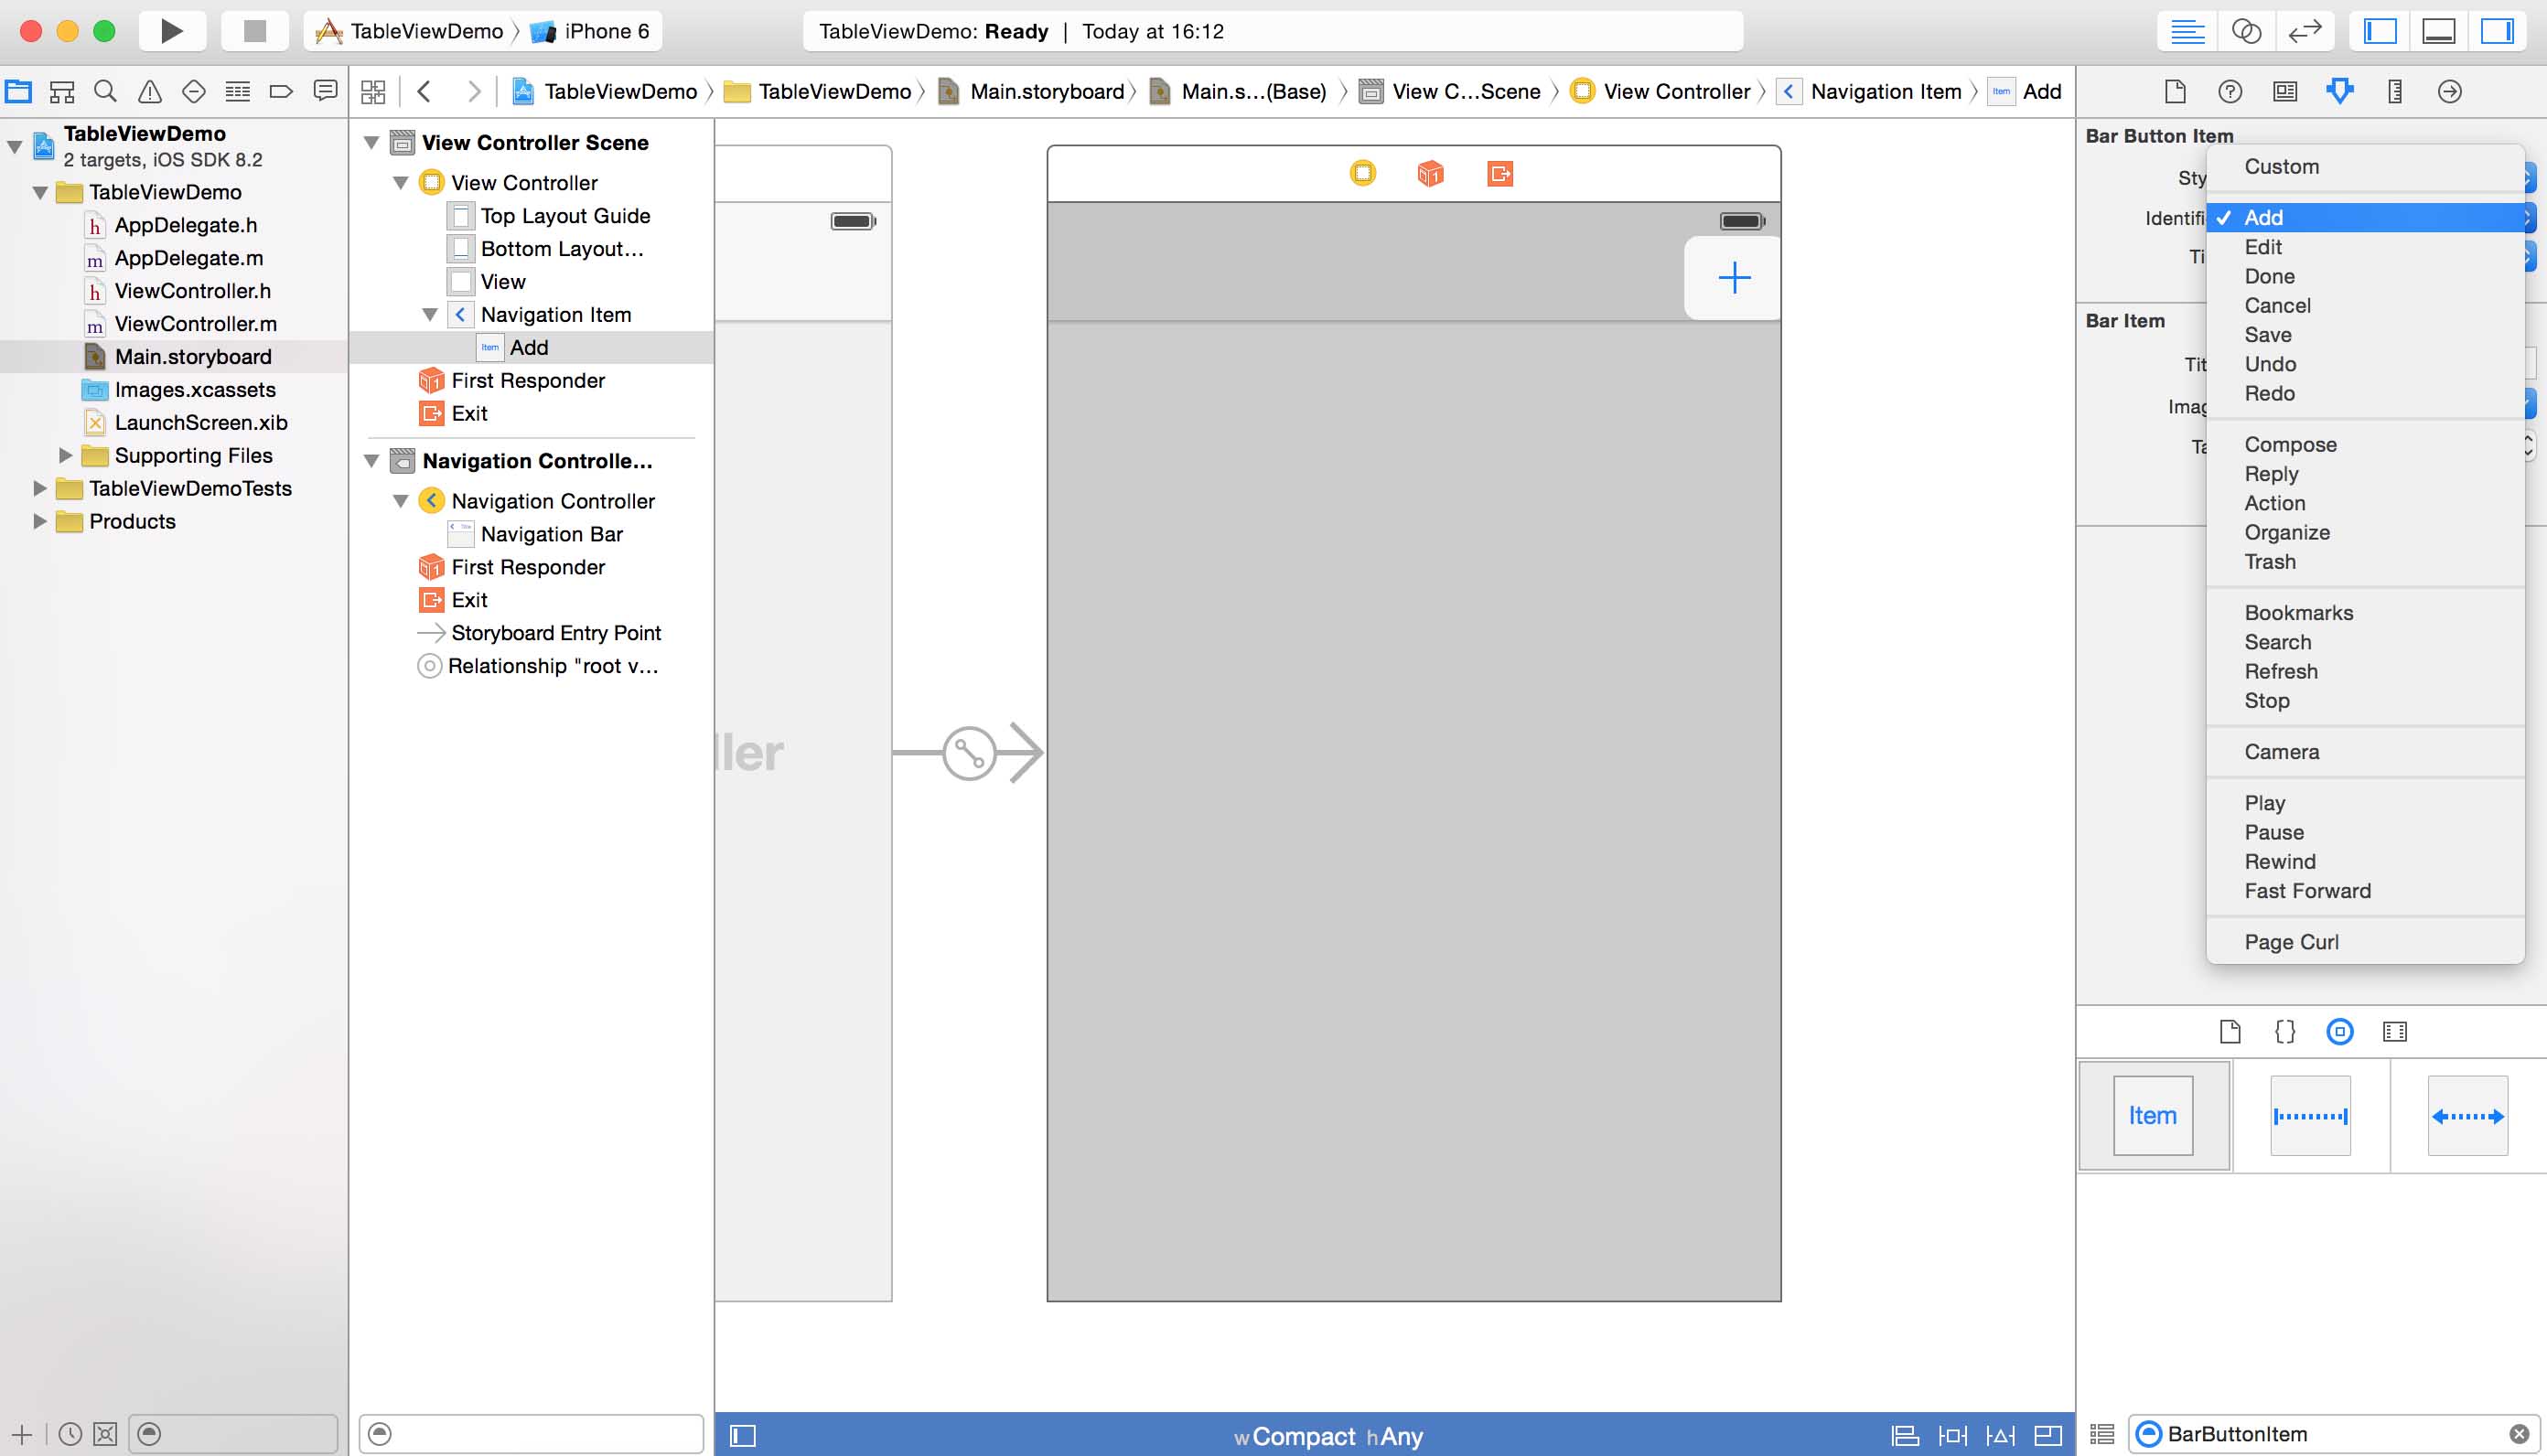 TableViewDemo
iPhone 6
TableViewDemo: Ready | Today at 16:12
TableViewDemo
TableViewDemo
Main.storyboard
Main.s...(Base)
View C...Scene
View Controller
Navigation Item
Item
Add
TableViewDemo
2 targets, iOS SDK 8.2
TableViewDemo
h AppDelegate.h
m AppDelegate.m
h ViewController.h
m ViewController.m
Main.storyboard
Images.xcassets
LaunchScreen.xib
Supporting Files
TableViewDemoTests
Products
View Controller Scene
View Controller
Top Layout Guide
Bottom Layout...
View
Navigation Item
Item Add
1 First Responder
Exit
Navigation Controlle...
Navigation Controller
Title Navigation Bar
1 First Responder
Exit
Storyboard Entry Point
Relationship "root v...
ller
1
wCompact hAny
Bar Button Item
Sty
Identifi
Ti
Bar Item
Tit
Imag
Ta
Custom
✓ Add
Edit
Done
Cancel
Save
Undo
Redo
Compose
Reply
Action
Organize
Trash
Bookmarks
Search
Refresh
Stop
Camera
Play
Pause
Rewind
Fast Forward
Page Curl
{}
Item
BarButtonItem